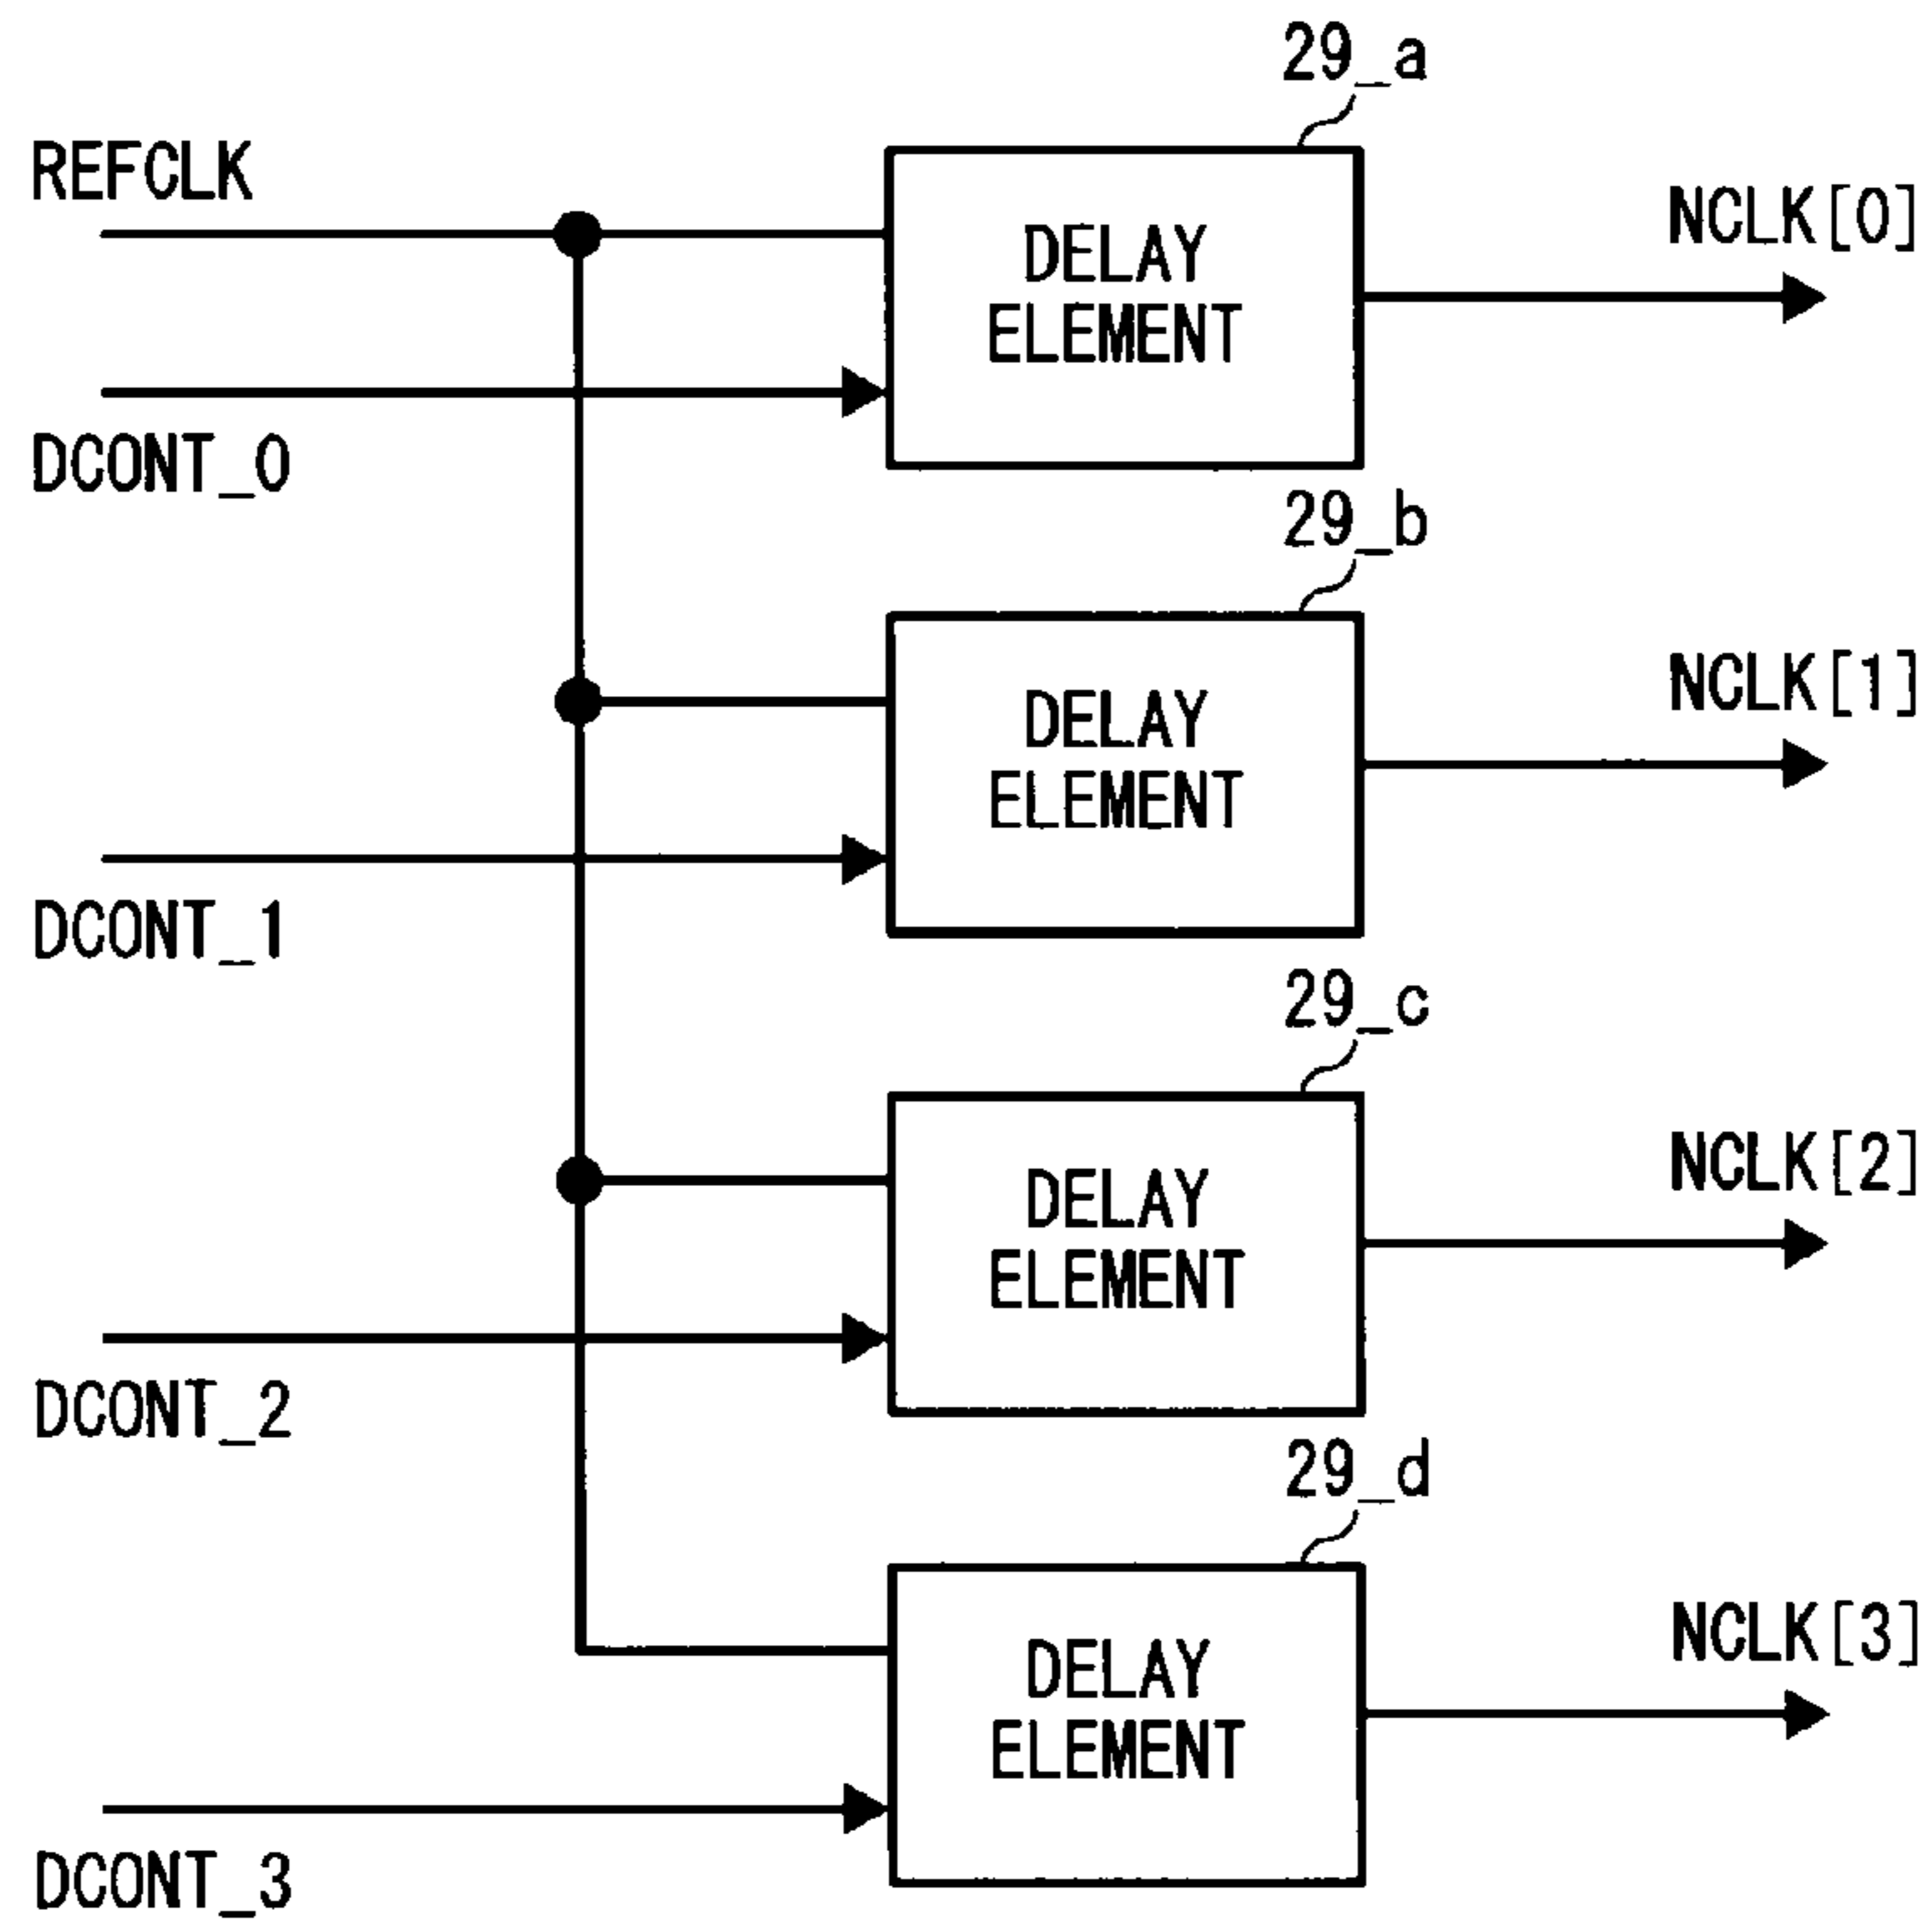 29_a
REFCLK
DELAY
ELEMENT
NCLK[0]
DCONT_0
29_b
DELAY
ELEMENT
NCLK[1]
DCONT_1
29_c
DELAY
ELEMENT
NCLK[2]
DCONT_2
29_d
DELAY
ELEMENT
NCLK[3]
DCONT_3